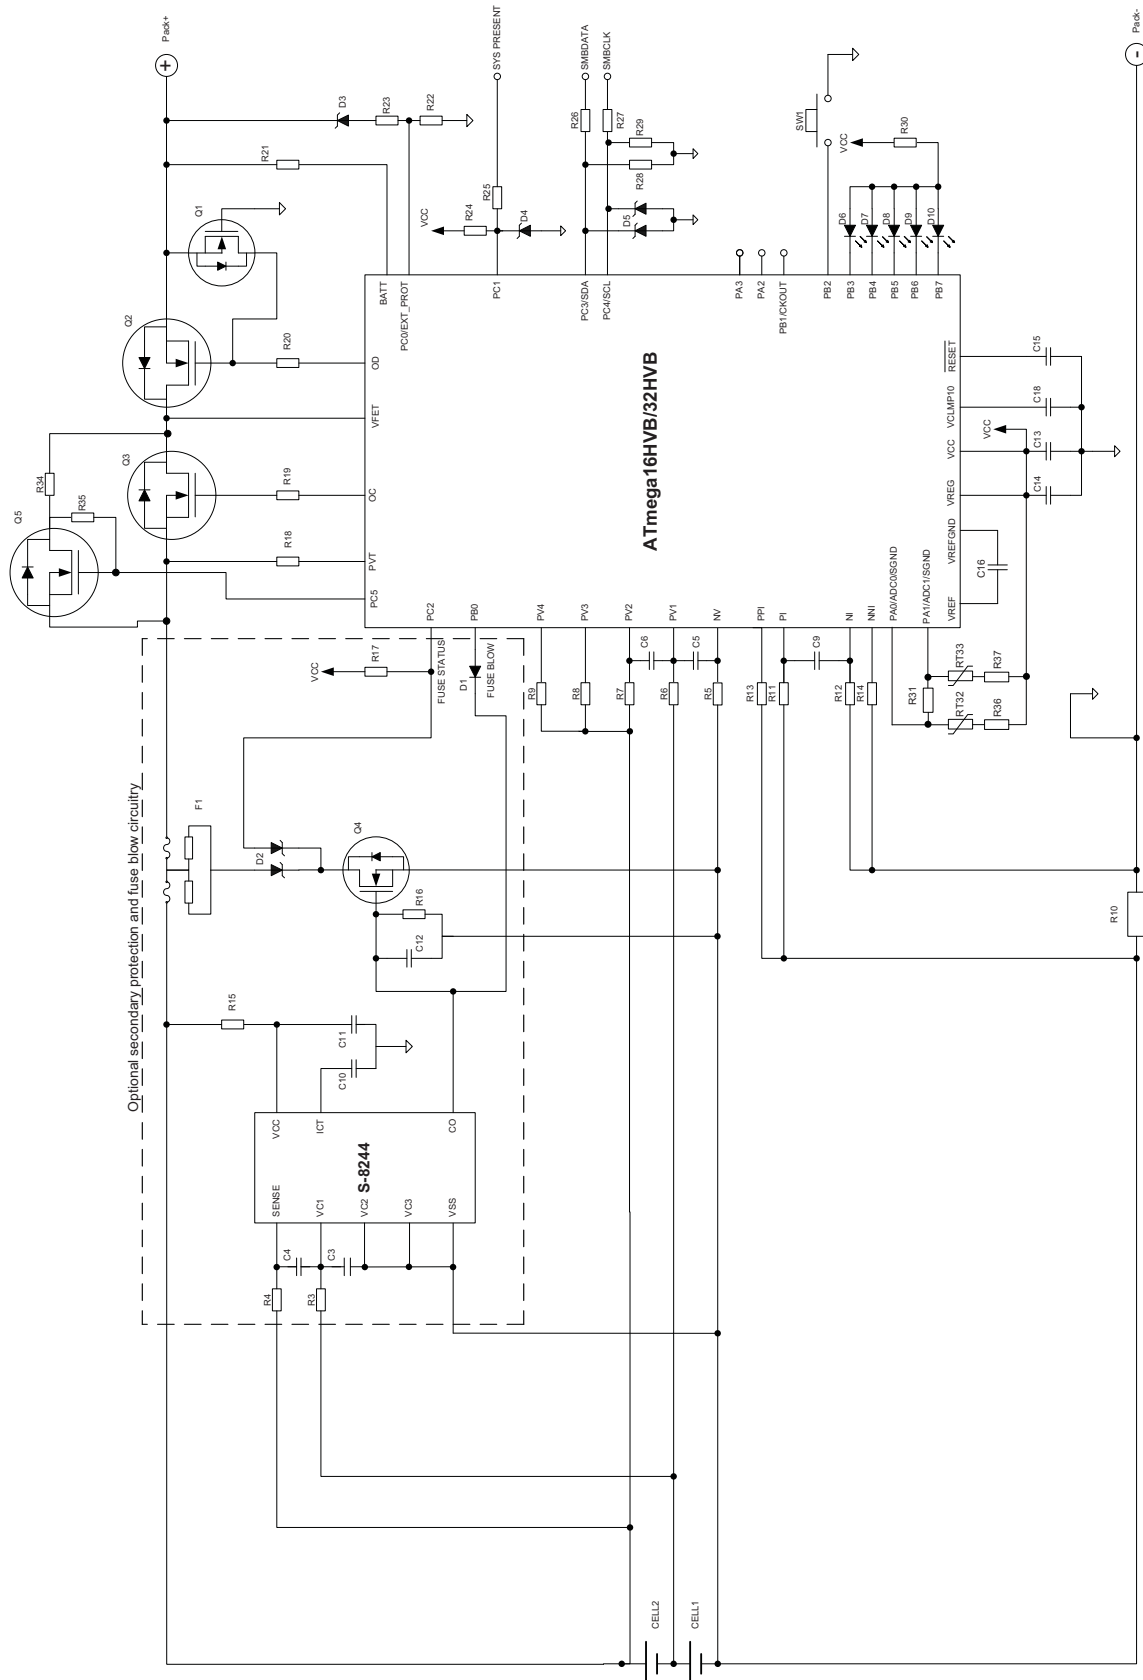 Pack+
Q1
Q2
Q3
Q5
R34
R35
R21
D3
R23
R22
VCC
R24
R25
D4
SYS PRESENT
SMBDATA
SMBCLK
R26
R27
R28
R29
D5
SW1
VCC
R30
D6
D7
D8
D9
D10
R20
R19
R18
BATT
PC0/EXT_PROT
PC1
PC3/SDA
PC4/SCL
PA3
PA2
PB1/CKOUT
PB2
PB3
PB4
PB5
PB6
PB7
OD
VFET
OC
PVT
PC5
PC2
PB0
PV4
PV3
PV2
PV1
NV
PPI
PI
NI
NNI
PA0/ADC0/SGND
PA1/ADC1/SGND
VREF
VREFGND
VREG
VCC
VCLMP10
RESET
ATmega16HVB/32HVB
C15
C18
C13
C14
C16
VCC
Optional secondary protection and fuse blow circuitry
F1
D2
Q4
VCC
R17
FUSE STATUS
D1
FUSE BLOW
R16
C12
R15
C11
C10
S-8244
SENSE
VC1
VC2
VC3
VSS
VCC
ICT
CO
C4
C3
R4
R3
R9
R8
R7
R6
R5
C6
C5
R13
R11
C9
R12
R14
R31
RT33
R37
RT32
R36
R10
CELL2
CELL1
Pack-